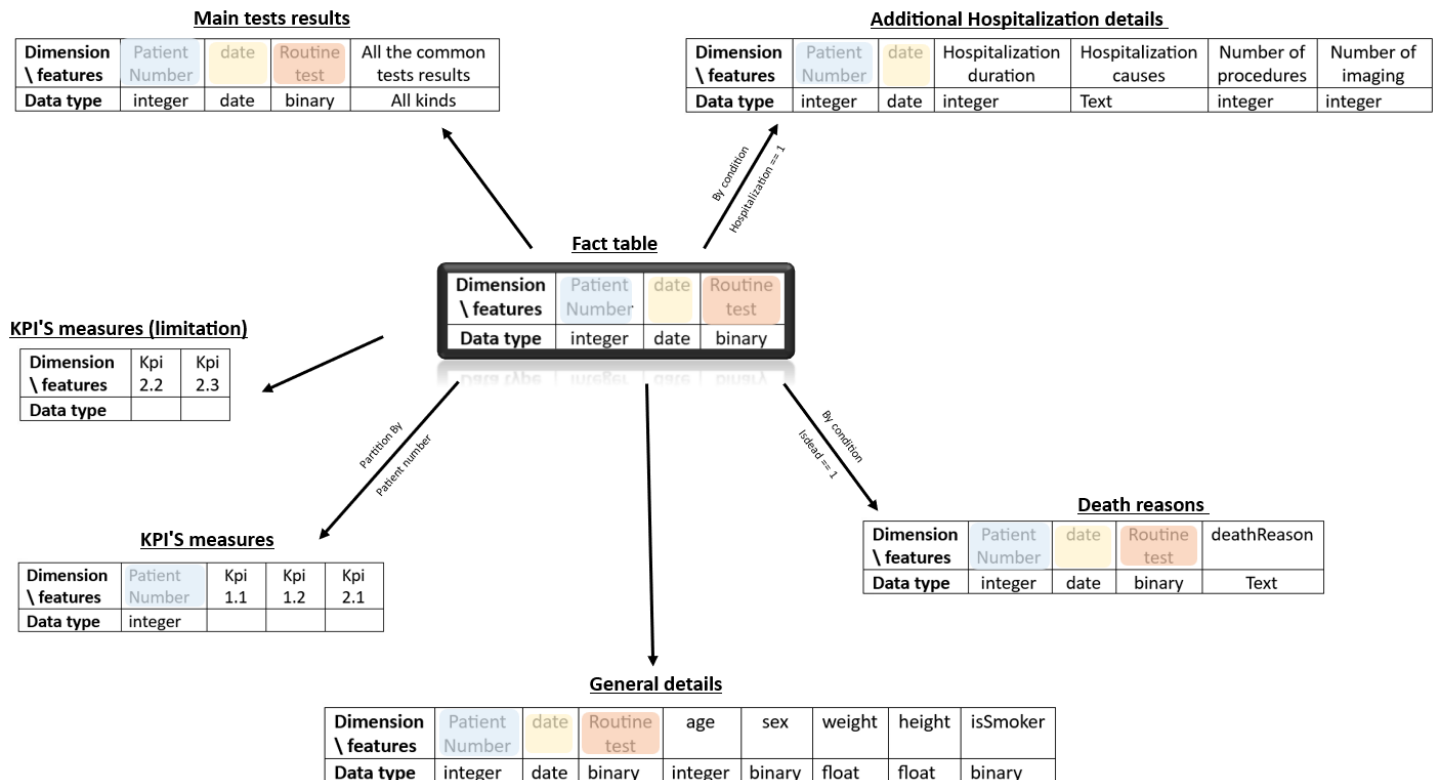 Main tests results
Dimension \ features | Patient Number | date | Routine test | All the common tests results
Data type | integer | date | binary | All kinds
Additional Hospitalization details
Dimension \ features | Patient Number | date | Hospitalization duration | Hospitalization causes | Number of procedures | Number of imaging
Data type | integer | date | integer | Text | integer | integer
By condition
Hospitalization == 1
Fact table
Dimension \ features | Patient Number | date | Routine test
Data type | integer | date | binary
KPI'S measures (limitation)
Dimension \ features | Kpi 2.2 | Kpi 2.3
Data type
Partition By
Patient number
By condition
Isdead == 1
KPI'S measures
Dimension \ features | Patient Number | Kpi 1.1 | Kpi 1.2 | Kpi 2.1
Data type | integer
Death reasons
Dimension \ features | Patient Number | date | Routine test | deathReason
Data type | integer | date | binary | Text
General details
Dimension \ features | Patient Number | date | Routine test | age | sex | weight | height | isSmoker
Data type | integer | date | binary | integer | binary | float | float | binary